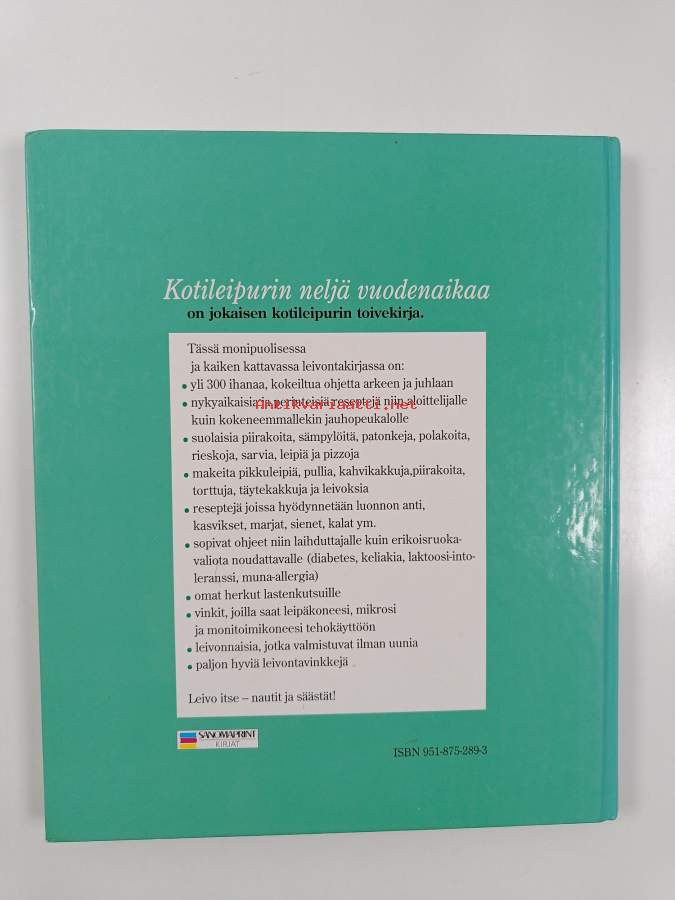 Kotileipurin neljä vuodenaikaa
on jokaisen kotileipurin toivekirja.
Tässä monipuolisessa
ja kaiken kattavassa leivontakirjassa on:
• yli 300 ihanaa, kokeiltua ohjetta arkeen ja juhlaan
• nykyaikaisia ja perinteisiä reseptejä niin aloittelijalle
Antikvariaatti.net
kuin kokeneemmallekin jauhopeukalolle
• suolaisia piirakoita, sämpylöitä, patonkeja, polakoita,
rieskoja, sarvia, leipiä ja pizzoja
• makeita pikkuleipiä, pullia, kahvikakkuja,piirakoita,
torttuja, täytekakkuja ja leivoksia
• reseptejä joissa hyödynnetään luonnon anti,
kasvikset, marjat, sienet, kalat ym.
• sopivat ohjeet niin laihduttajalle kuin erikoisruoka-
valiota noudattavalle (diabetes, keliakia, laktoosi-into-
leranssi, muna-allergia)
• omat herkut lastenkutsuille
• vinkit, joilla saat leipäkoneesi, mikrosi
ja monitoimikoneesi tehokäyttöön
• leivonnaisia, jotka valmistuvat ilman uunia
• paljon hyviä leivontavinkkejä
Leivo itse – nautit ja säästät!
SANOMAPRINT
KIRJAT
ISBN 951-875-289-3